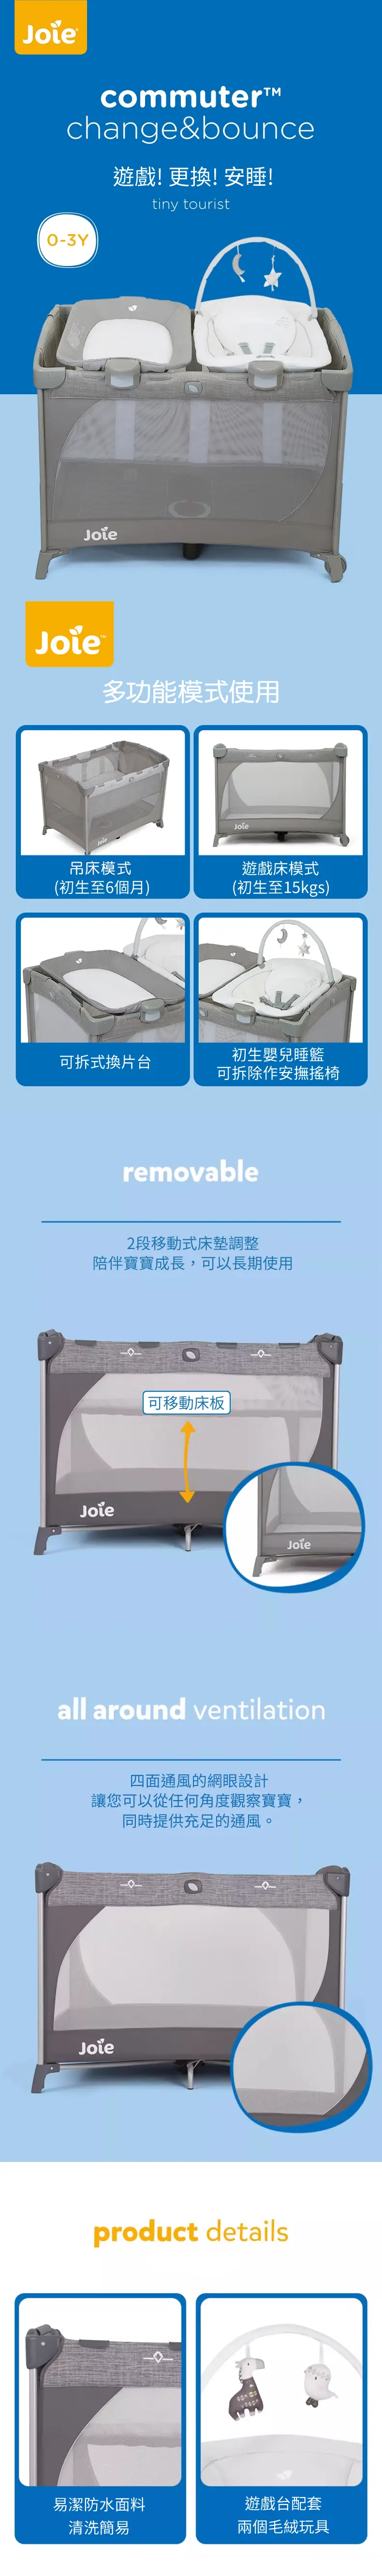 Joie
commuter™
change&bounce
遊戲! 更換! 安睡!
tiny tourist
0-3Y
Joie
Joie™
多功能模式使用
Joie
Joie
吊床模式
(初生至6個月)
遊戲床模式
(初生至15kgs)
可拆式換片台
初生嬰兒睡籃
可拆除作安撫搖椅
removable
2段移動式床墊調整
陪伴寶寶成長，可以長期使用
可移動床板
Joie
Joie
all around ventilation
四面通風的網眼設計
讓您可以從任何角度觀察寶寶，
同時提供充足的通風。
Joie
product details
易潔防水面料
清洗簡易
遊戲台配套
兩個毛絨玩具